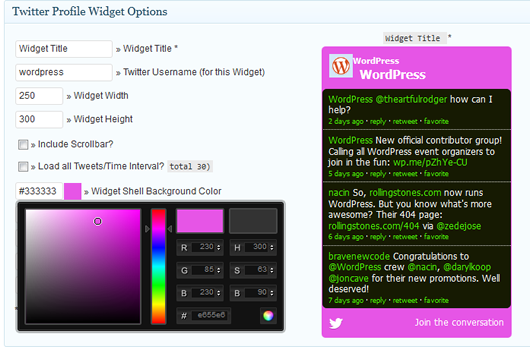 Twitter Profile Widget Options
Widget Title » Widget Title *
wordpress » Twitter Username (for this Widget)
250 » Widget Width
300 » Widget Height
» Include Scrollbar?
» Load all Tweets/Time Interval? total 30)
#333333 » Widget Shell Background Color
R 230 H 300
G 85 S 63
B 230 B 90
# e655e6
Widget Title *
WordPress
WordPress
WordPress @theartfulrodger how can I
help?
2 days ago • reply • retweet • favorite
WordPress New official contributor group!
Calling all WordPress event organizers to
join in the fun: wp.me/pZhYe-CU
5 days ago • reply • retweet • favorite
nacin So, rollingstones.com now runs
WordPress. But you know what's more
awesome? Their 404 page:
rollingstones.com/404 via @zedejose
6 days ago • reply • retweet • favorite
bravenewcode Congratulations to
@WordPress crew @nacin, @darylkoop
@joncave for their new promotions. Well
deserved!
7 days ago • reply • retweet • favorite
Join the conversation